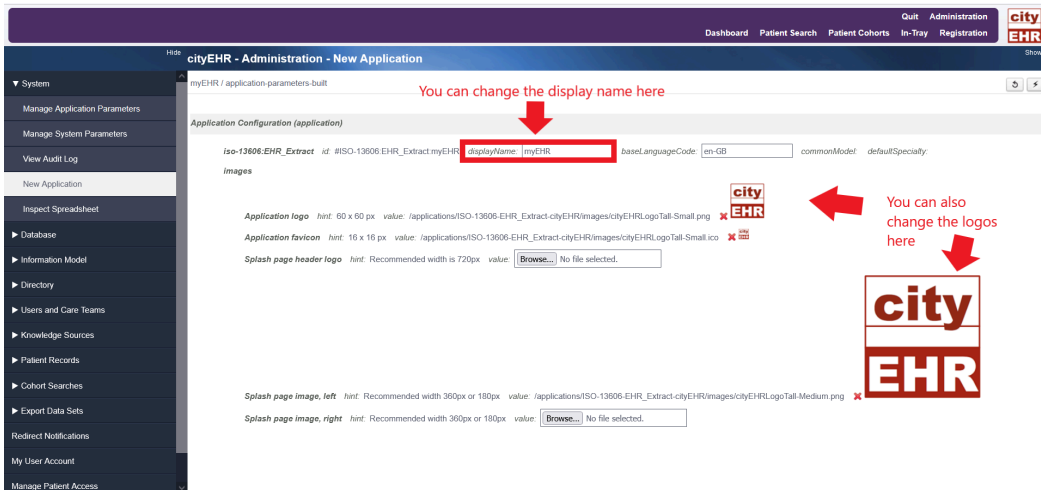 Quit Administration
Dashboard Patient Search Patient Cohorts In-Tray Registration
city
EHR
Hide
cityEHR - Administration - New Application
Show
▼ System
Manage Application Parameters
Manage System Parameters
View Audit Log
New Application
Inspect Spreadsheet
▶ Database
▶ Information Model
▶ Directory
▶ Users and Care Teams
▶ Knowledge Sources
▶ Patient Records
▶ Cohort Searches
▶ Export Data Sets
Redirect Notifications
My User Account
Manage Patient Access
myEHR / application-parameters-built
You can change the display name here
Application Configuration (application)
iso-13606:EHR_Extract id: #ISO-13606:EHR_Extract:myEHR displayName: myEHR baseLanguageCode: en-GB commonModel: defaultSpecialty:
images
city
EHR
Application logo hint: 60 x 60 px value: /applications/ISO-13606-EHR_Extract-cityEHR/images/cityEHRLogoTall-Small.png
You can also
change the logos
here
Application favicon hint: 16 x 16 px value: /applications/ISO-13606-EHR_Extract-cityEHR/images/cityEHRLogoTall-Small.ico
Splash page header logo hint: Recommended width is 720px value: Browse... No file selected.
city
EHR
Splash page image, left hint: Recommended width 360px or 180px value: /applications/ISO-13606-EHR_Extract-cityEHR/images/cityEHRLogoTall-Medium.png
Splash page image, right hint: Recommended width 360px or 180px value: Browse... No file selected.